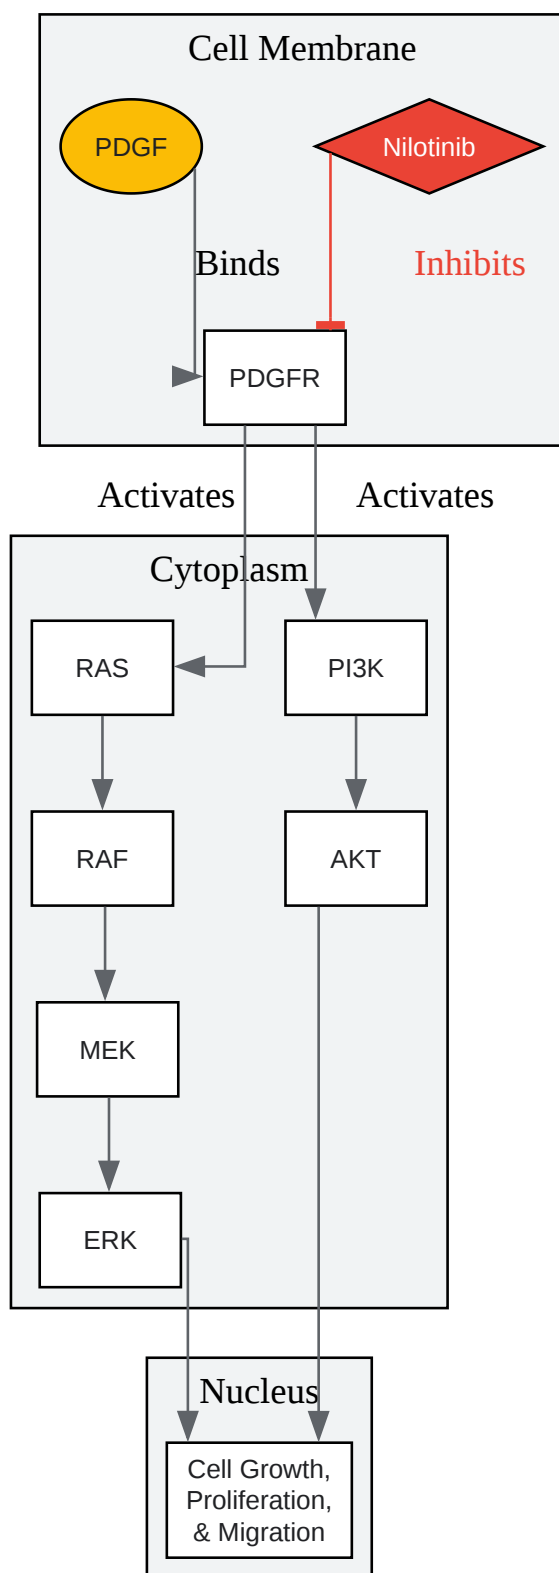 Cell Membrane
PDGF
Nilotinib
Binds
Inhibits
PDGFR
Activates
Activates
Cytoplasm
RAS
PI3K
RAF
AKT
MEK
ERK
Nucleus
Cell Growth,
Proliferation,
& Migration